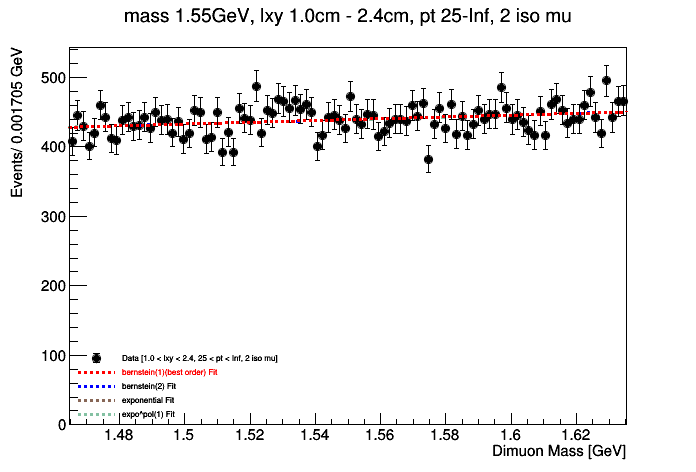 mass 1.55GeV, lxy 1.0cm - 2.4cm, pt 25-Inf, 2 iso mu
Events/ 0.001705 GeV
500
400
300
200
100
0
Data [1.0 < lxy < 2.4, 25 < pt < Inf, 2 iso mu]
bernstein(1)(best order) Fit
bernstein(2) Fit
exponential Fit
expo*pol(1) Fit
1.48 1.5 1.52 1.54 1.56 1.58 1.6 1.62
Dimuon Mass [GeV]